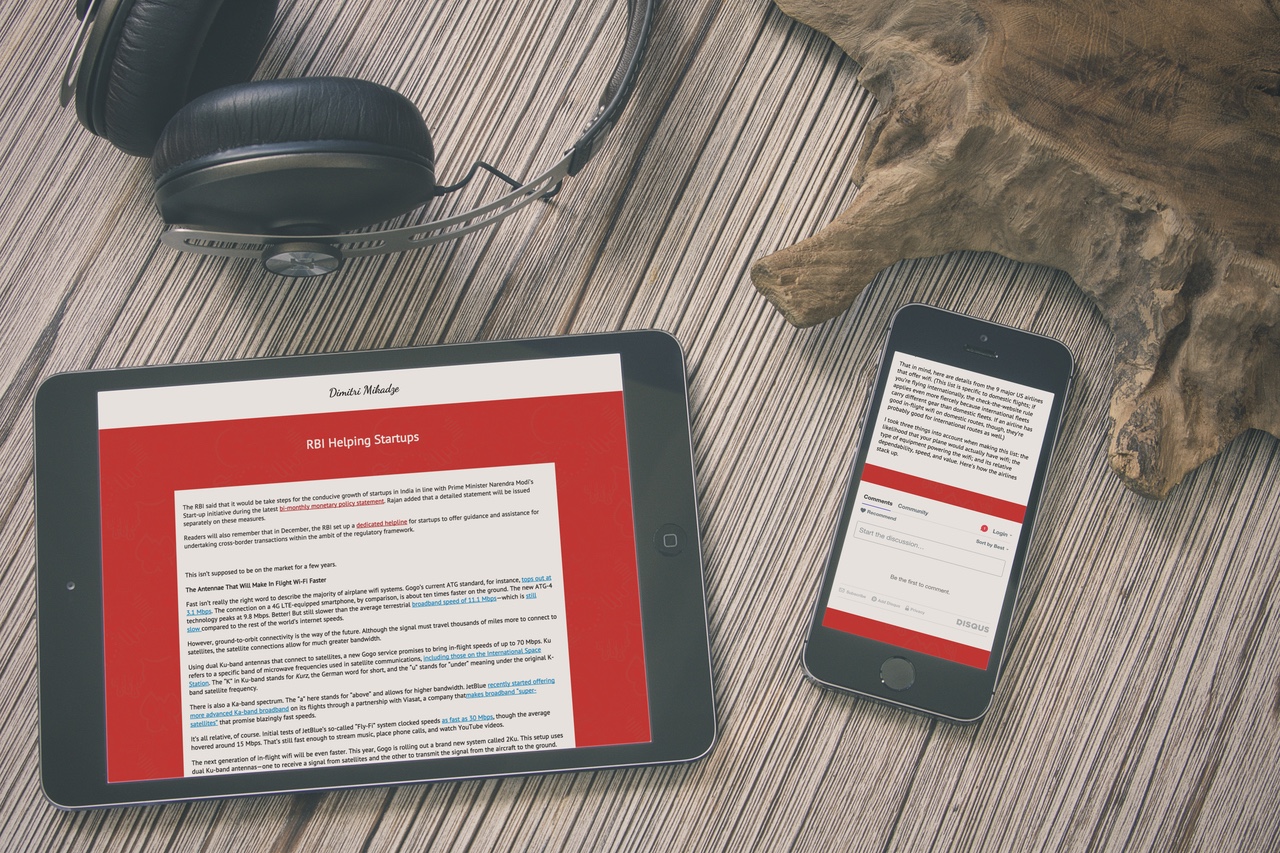 Dimitri Mikadze
RBI Helping Startups
The RBI said that it would be take steps for the conducive growth of startups in India in line with Prime Minister Narendra Modi's
Start-up initiative during the latest bi-monthly monetary policy statement. Rajan added that a detailed statement will be issued
separately on these measures.
Readers will also remember that in December, the RBI set up a dedicated helpline for startups to offer guidance and assistance for
undertaking cross-border transactions within the ambit of the regulatory framework.
This isn't supposed to be on the market for a few years.
The Antennae That Will Make In Flight Wi-Fi Faster
Fast isn't really the right word to describe the majority of airplane wifi systems. Gogo's current ATG standard, for instance, tops out at
3.1 Mbps. The connection on a 4G LTE-equipped smartphone, by comparison, is about ten times faster on the ground. The new ATG-4
technology peaks at 9.8 Mbps. Better! But still slower than the average terrestrial broadband speed of 11.1 Mbps—which is still
slow compared to the rest of the world's internet speeds.
However, ground-to-orbit connectivity is the way of the future. Although the signal must travel thousands of miles more to connect to
satellites, the satellite connections allow for much greater bandwidth.
Using dual Ku-band antennas that connect to satellites, a new Gogo service promises to bring in-flight speeds of up to 70 Mbps. Ku
refers to a specific band of microwave frequencies used in satellite communications, including those on the International Space
Station. The "K" in Ku-band stands for Kurz, the German word for short, and the "u" stands for "under" meaning under the original K-
band satellite frequency.
There is also a Ka-band spectrum. The "a" here stands for "above" and allows for higher bandwidth. JetBlue recently started offering
more advanced Ka-band broadband on its flights through a partnership with Viasat, a company thatmakes broadband "super-
satellites" that promise blazingly fast speeds.
It's all relative, of course. Initial tests of JetBlue's so-called "Fly-Fi" system clocked speeds as fast as 30 Mbps, though the average
hovered around 15 Mbps. That's still fast enough to stream music, place phone calls, and watch YouTube videos.
The next generation of in-flight wifi will be even faster. This year, Gogo is rolling out a brand new system called 2Ku. This setup uses
dual Ku-band antennas—one to receive a signal from satellites and the other to transmit the signal from the aircraft to the ground.
That in mind, here are details from the 9 major US airlines
that offer wifi. (This list is specific to domestic flights; if
you're flying internationally, the check-the-website rule
applies even more fiercely because international fleets
carry different gear than domestic fleets. If an airline has
good in-flight wifi on domestic routes, though, they're
probably good for international routes as well.)
I took three things into account when making this list: the
likelihood that your plane would actually have wifi; the
type of equipment powering the wifi; and its relative
dependability, speed, and value. Here's how the airlines
stack up.
Comments Community
1 Login
Recommend Sort by Best
Start the discussion...
Be the first to comment.
Subscribe Add Disqus Privacy
DISQUS